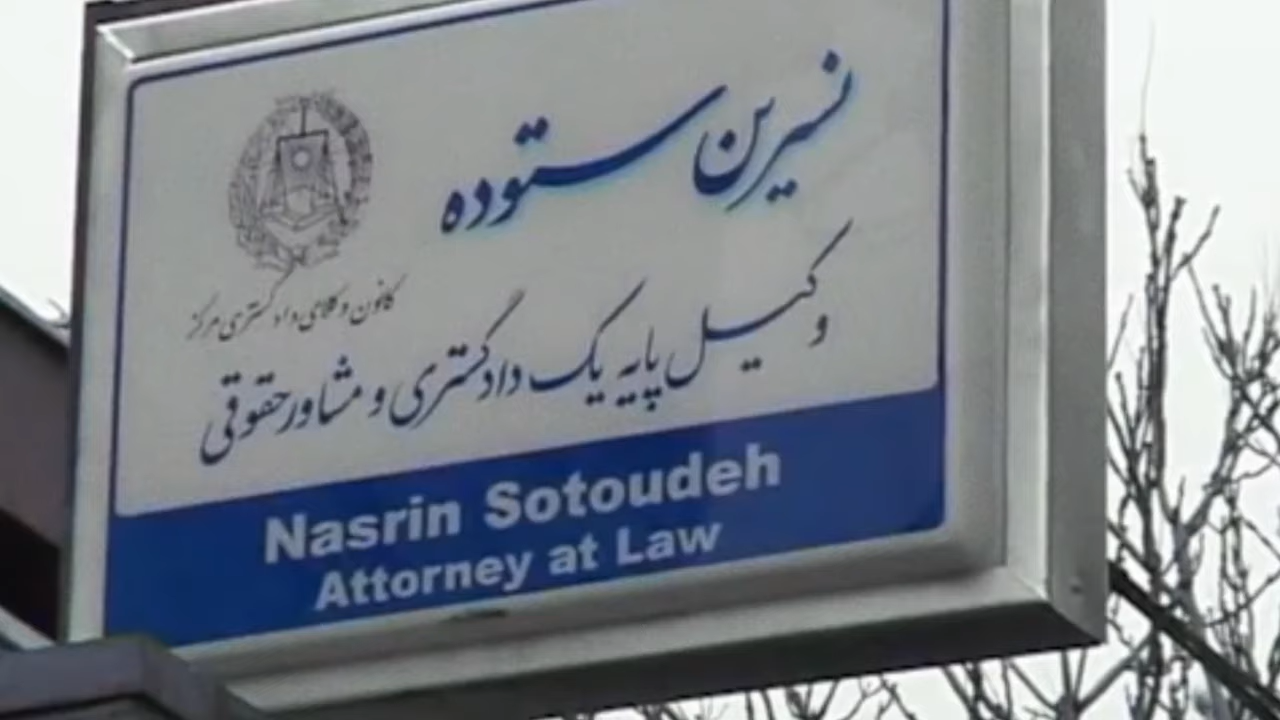 نسرین ستوده
کانون وکلای دادگستری مرکز
وکیل پایه یک دادگستری و مشاور حقوقی
Nasrin Sotoudeh
Attorney at Law